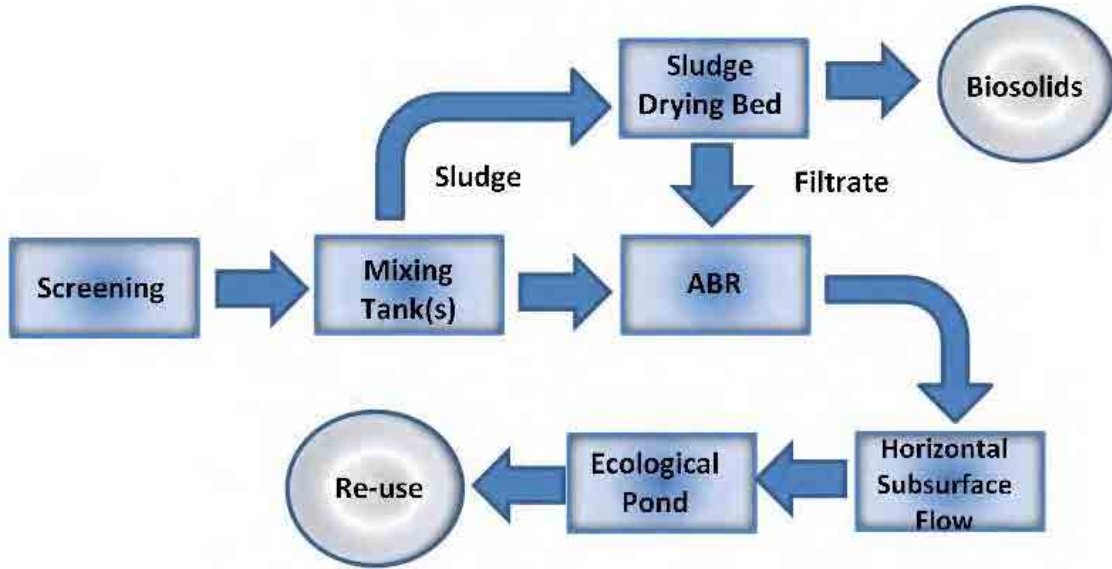 Sludge
Drying Bed
Biosolids
Sludge
Filtrate
Screening
Mixing
Tank(s)
ABR
Re-use
Ecological
Pond
Horizontal
Subsurface
Flow